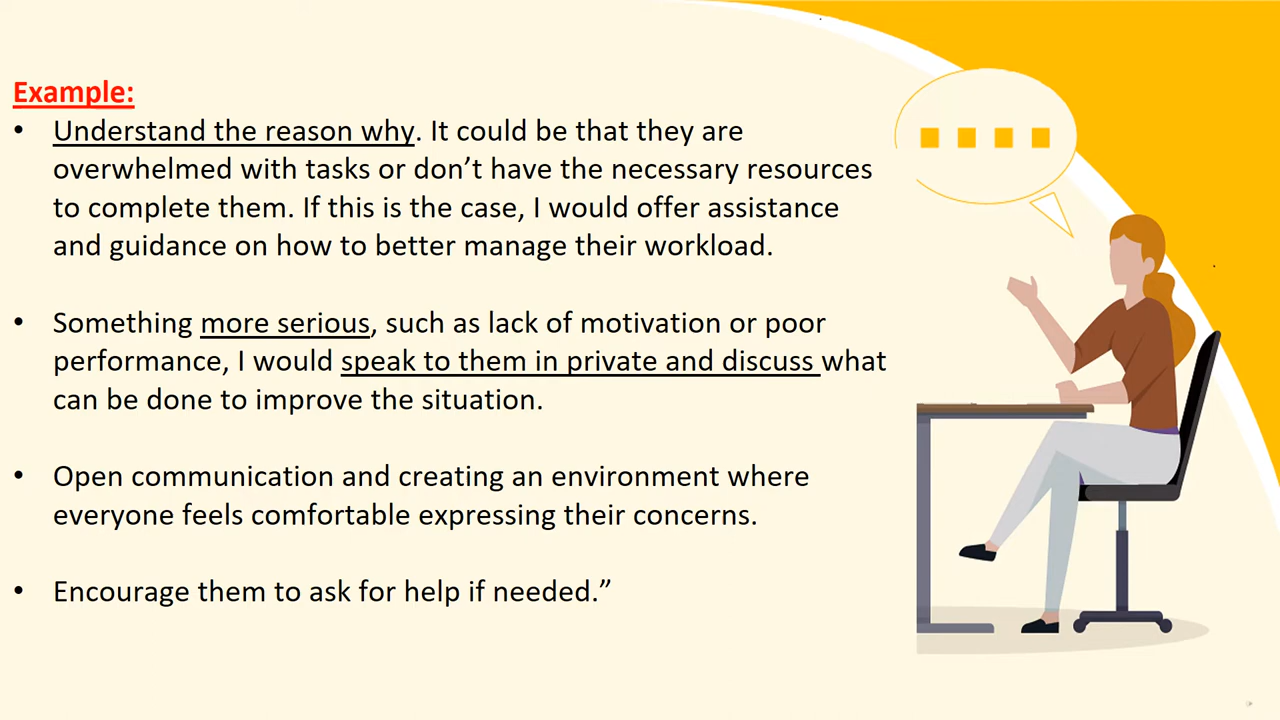 Example:
• Understand the reason why. It could be that they are
overwhelmed with tasks or don’t have the necessary resources
to complete them. If this is the case, I would offer assistance
and guidance on how to better manage their workload.
• Something more serious, such as lack of motivation or poor
performance, I would speak to them in private and discuss what
can be done to improve the situation.
• Open communication and creating an environment where
everyone feels comfortable expressing their concerns.
• Encourage them to ask for help if needed.”